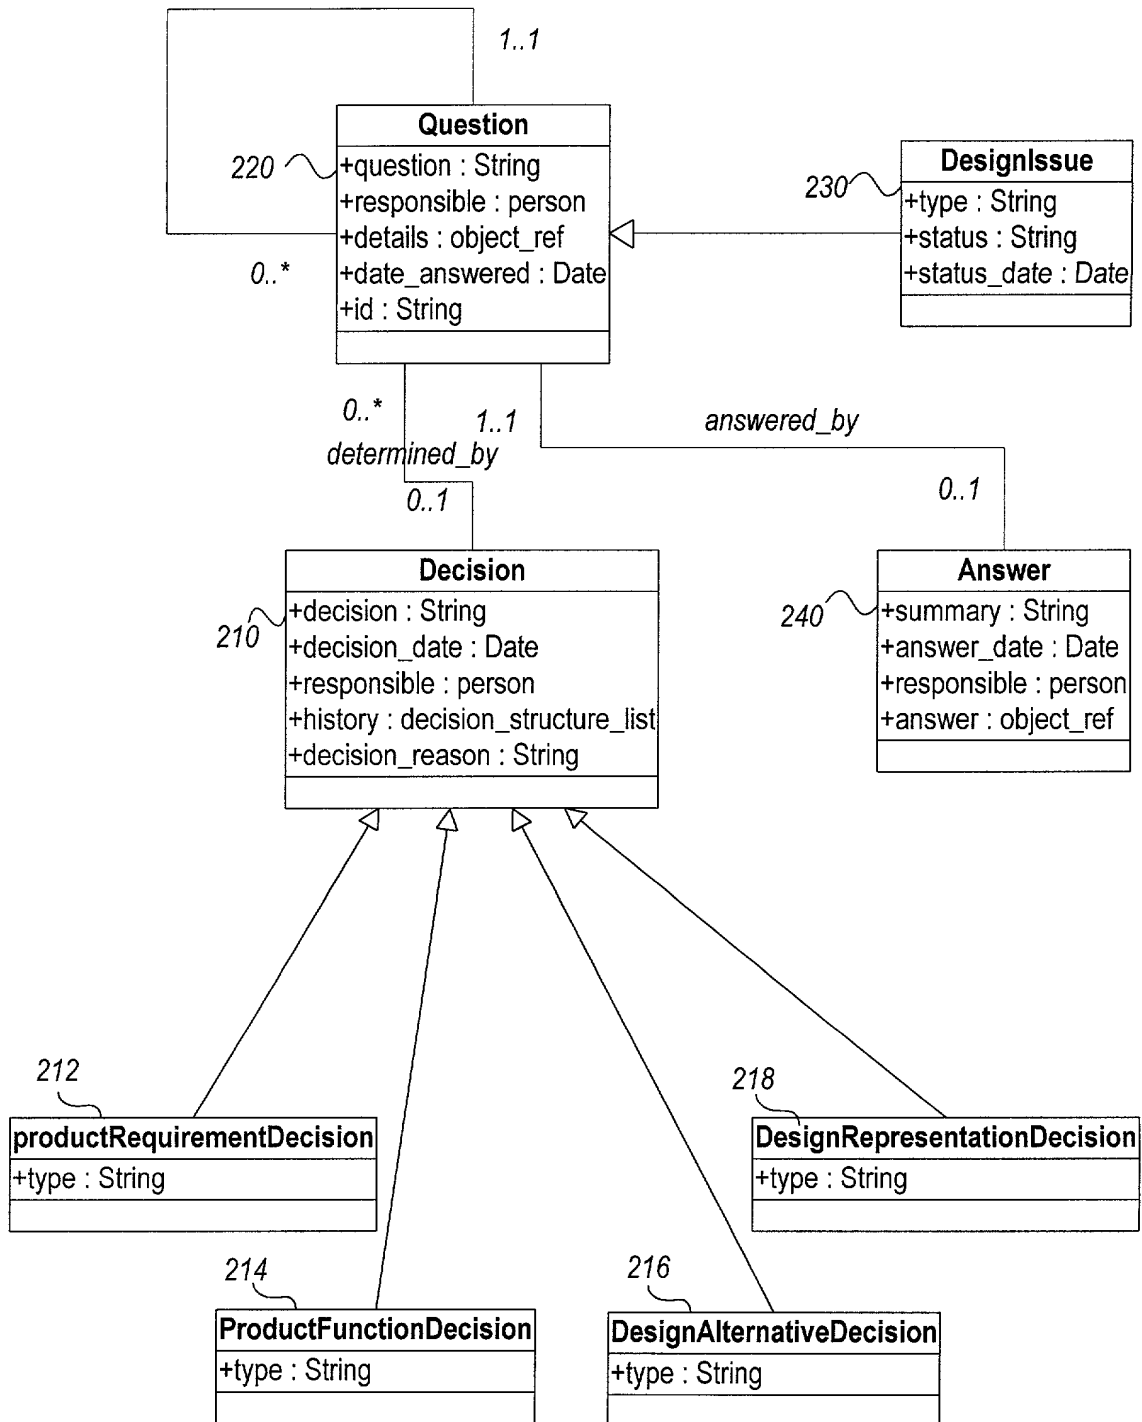 1..1
Question
220
+question : String
+responsible : person
+details : object_ref
+date_answered : Date
+id : String
0..*
DesignIssue
230
+type : String
+status : String
+status_date : Date
0..*
1..1
answered_by
determined_by
0..1
0..1
Decision
210
+decision : String
+decision_date : Date
+responsible : person
+history : decision_structure_list
+decision_reason : String
Answer
240
+summary : String
+answer_date : Date
+responsible : person
+answer : object_ref
212
productRequirementDecision
+type : String
218
DesignRepresentationDecision
+type : String
214
ProductFunctionDecision
+type : String
216
DesignAlternativeDecision
+type : String